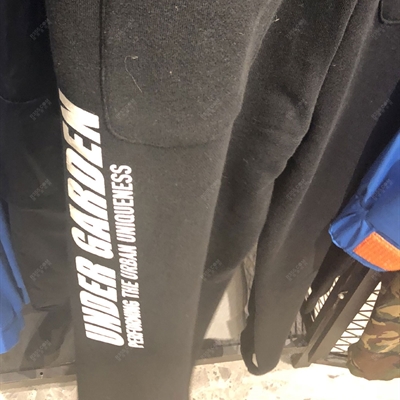 UNDER GARDEN
PERFORMING THE URBAN UNIQUENESS